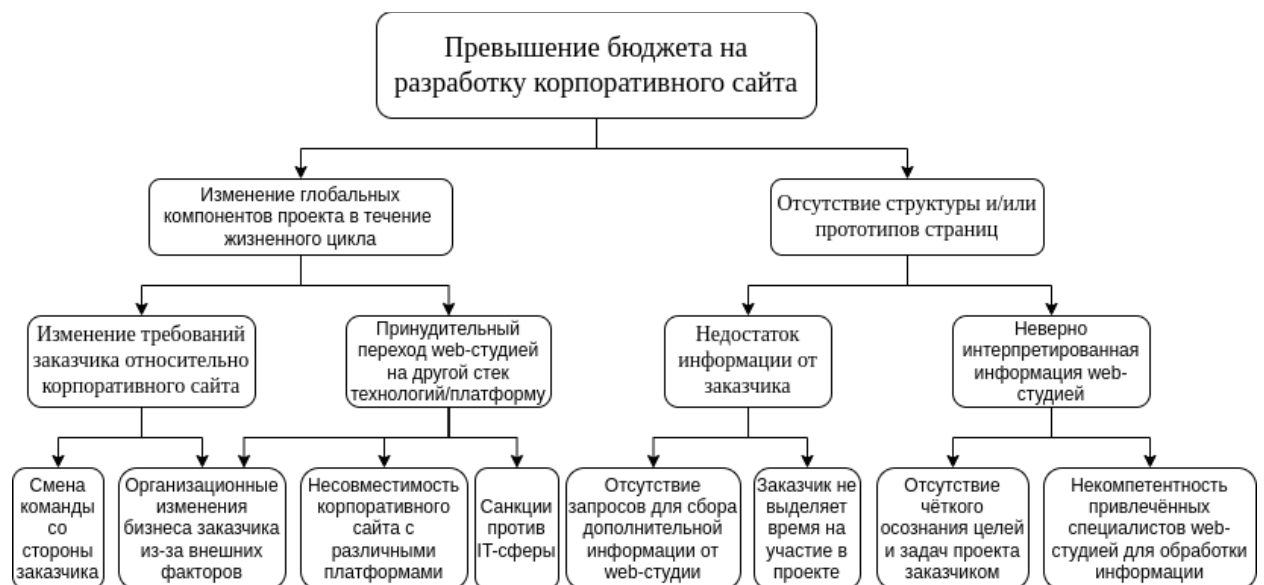 Превышение бюджета на
разработку корпоративного сайта
Изменение глобальных
компонентов проекта в течение
жизненного цикла
Отсутствие структуры и/или
прототипов страниц
Изменение требований
заказчика относительно
корпоративного сайта
Принудительный
переход web-студией
на другой стек
технологий/платформу
Недостаток
информации от
заказчика
Неверно
интерпретированная
информация web-
студией
Смена
команды
со
стороны
заказчика
Организационные
изменения
бизнеса заказчика
из-за внешних
факторов
Несовместимость
корпоративного
сайта с
различными
платформами
Санкции
против
IT-сферы
Отсутствие
запросов для сбора
дополнительной
информации от
web-студии
Заказчик не
выделяет
время на
участие в
проекте
Отсутствие
чёткого
осознания целей
и задач проекта
заказчиком
Некомпетентность
привлечённых
специалистов web-
студией для обработки
информации